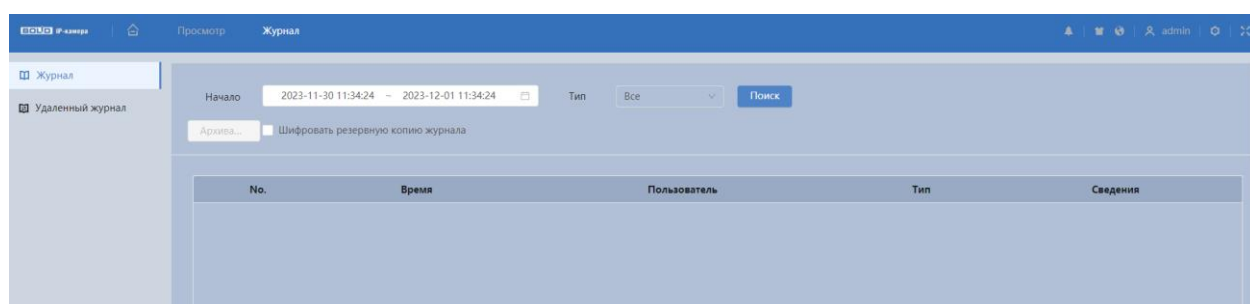 BOLID IP-камера Просмотр Журнал admin
Журнал
Удаленный журнал
Начало 2023-11-30 11:34:24 ~ 2023-12-01 11:34:24 Тип Все Поиск
Архива... Шифровать резервную копию журнала
No. Время Пользователь Тип Сведения